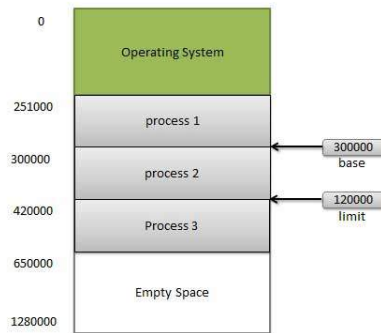 0
Operating System
251000
process 1
300000
base
300000
process 2
120000
limit
420000
Process 3
650000
Empty Space
1280000